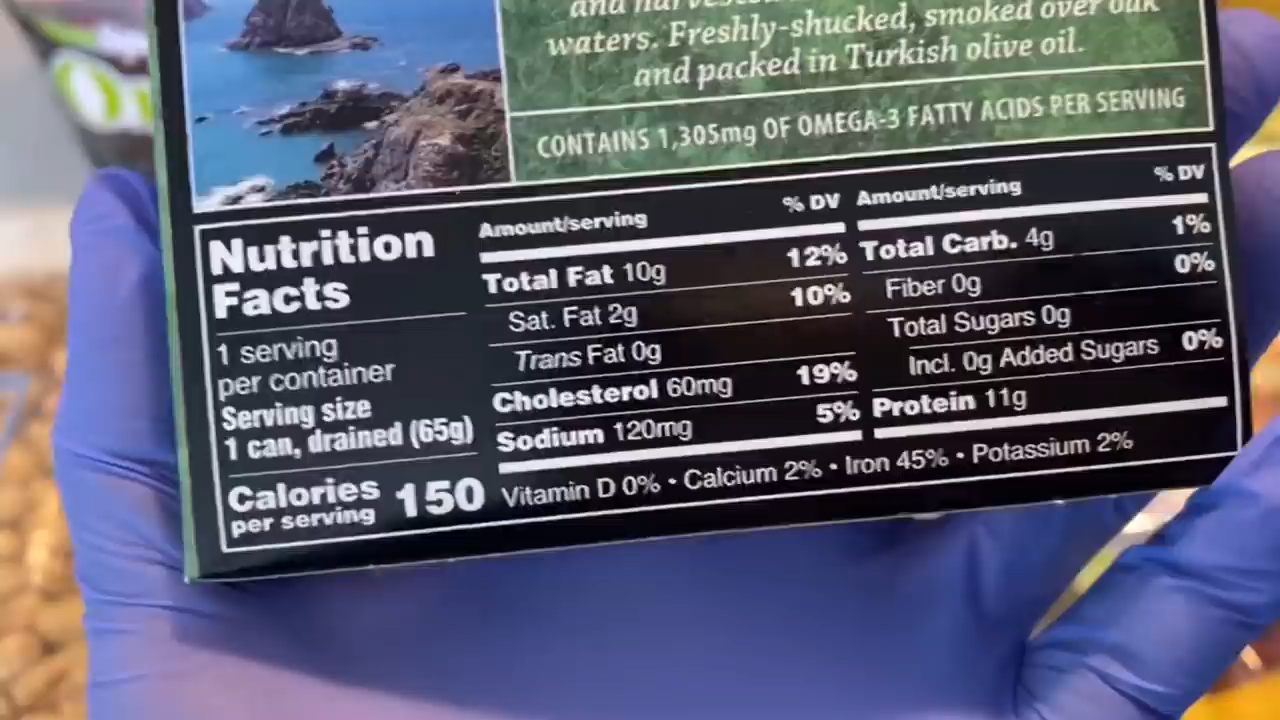 and harvested
waters. Freshly-shucked, smoked over oak
and packed in Turkish olive oil.
CONTAINS 1,305mg OF OMEGA-3 FATTY ACIDS PER SERVING
Nutrition
Facts
1 serving
per container
Serving size
1 can, drained (65g)
Calories 150
per serving
Amount/serving % DV
Total Fat 10g 12%
Sat. Fat 2g 10%
Trans Fat 0g
Cholesterol 60mg 19%
Sodium 120mg 5%
Amount/serving % DV
Total Carb. 4g 1%
Fiber 0g 0%
Total Sugars 0g
Incl. 0g Added Sugars 0%
Protein 11g
Vitamin D 0% • Calcium 2% • Iron 45% • Potassium 2%